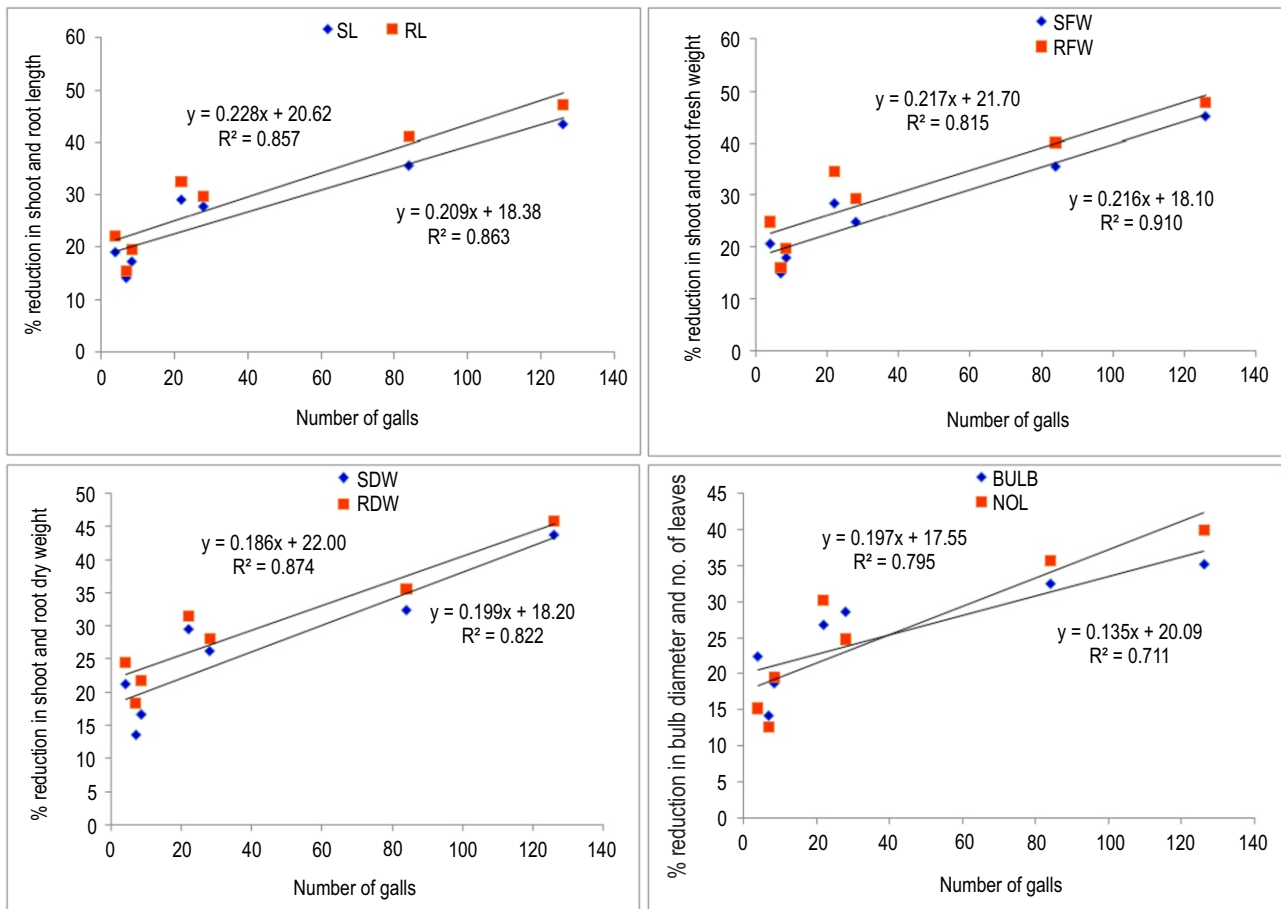 SL RL
60
50
40
30
20
10
0
% reduction in shoot and root length
y = 0.228x + 20.62
R² = 0.857
y = 0.209x + 18.38
R² = 0.863
0 20 40 60 80 100 120 140
Number of galls
SFW
RFW
60
50
40
30
20
10
0
% reduction in shoot and root fresh weight
y = 0.217x + 21.70
R² = 0.815
y = 0.216x + 18.10
R² = 0.910
0 20 40 60 80 100 120 140
Number of galls
SDW
RDW
50
45
40
35
30
25
20
15
10
5
0
% reduction in shoot and root dry weight
y = 0.186x + 22.00
R² = 0.874
y = 0.199x + 18.20
R² = 0.822
0 20 40 60 80 100 120 140
Number of galls
BULB
NOL
45
40
35
30
25
20
15
10
5
0
% reduction in bulb diameter and no. of leaves
y = 0.197x + 17.55
R² = 0.795
y = 0.135x + 20.09
R² = 0.711
0 20 40 60 80 100 120 140
Number of galls